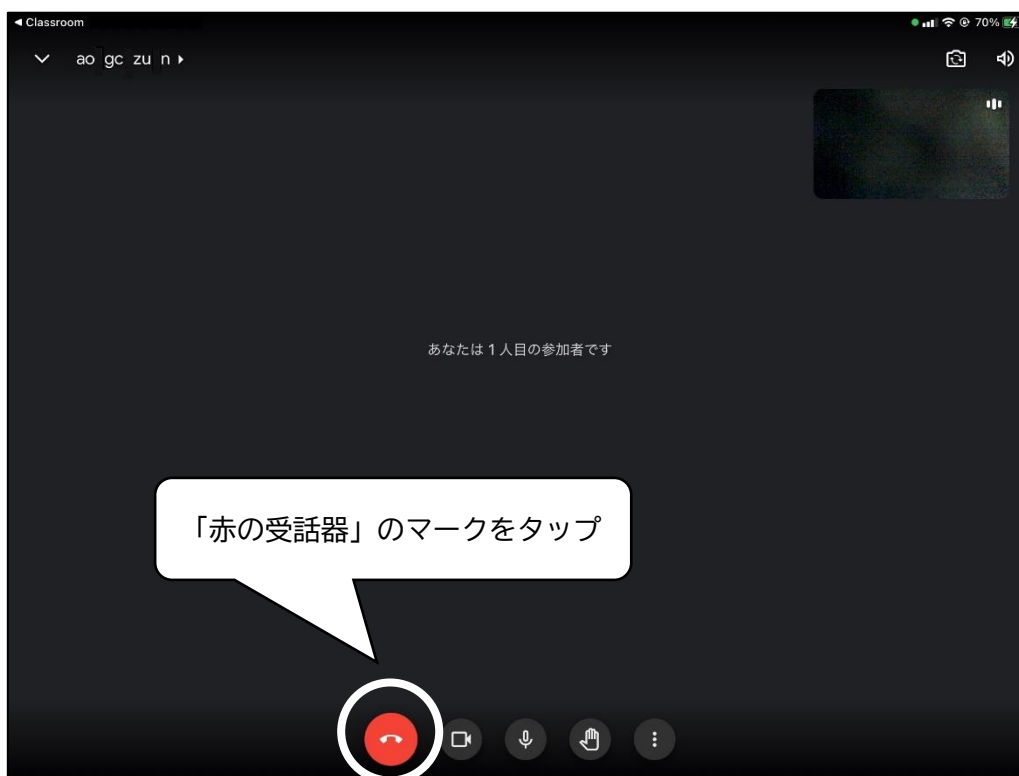 ◀ Classroom
70%
ao gc zu n ▸
あなたは 1 人目の参加者です
「赤の受話器」のマークをタップ